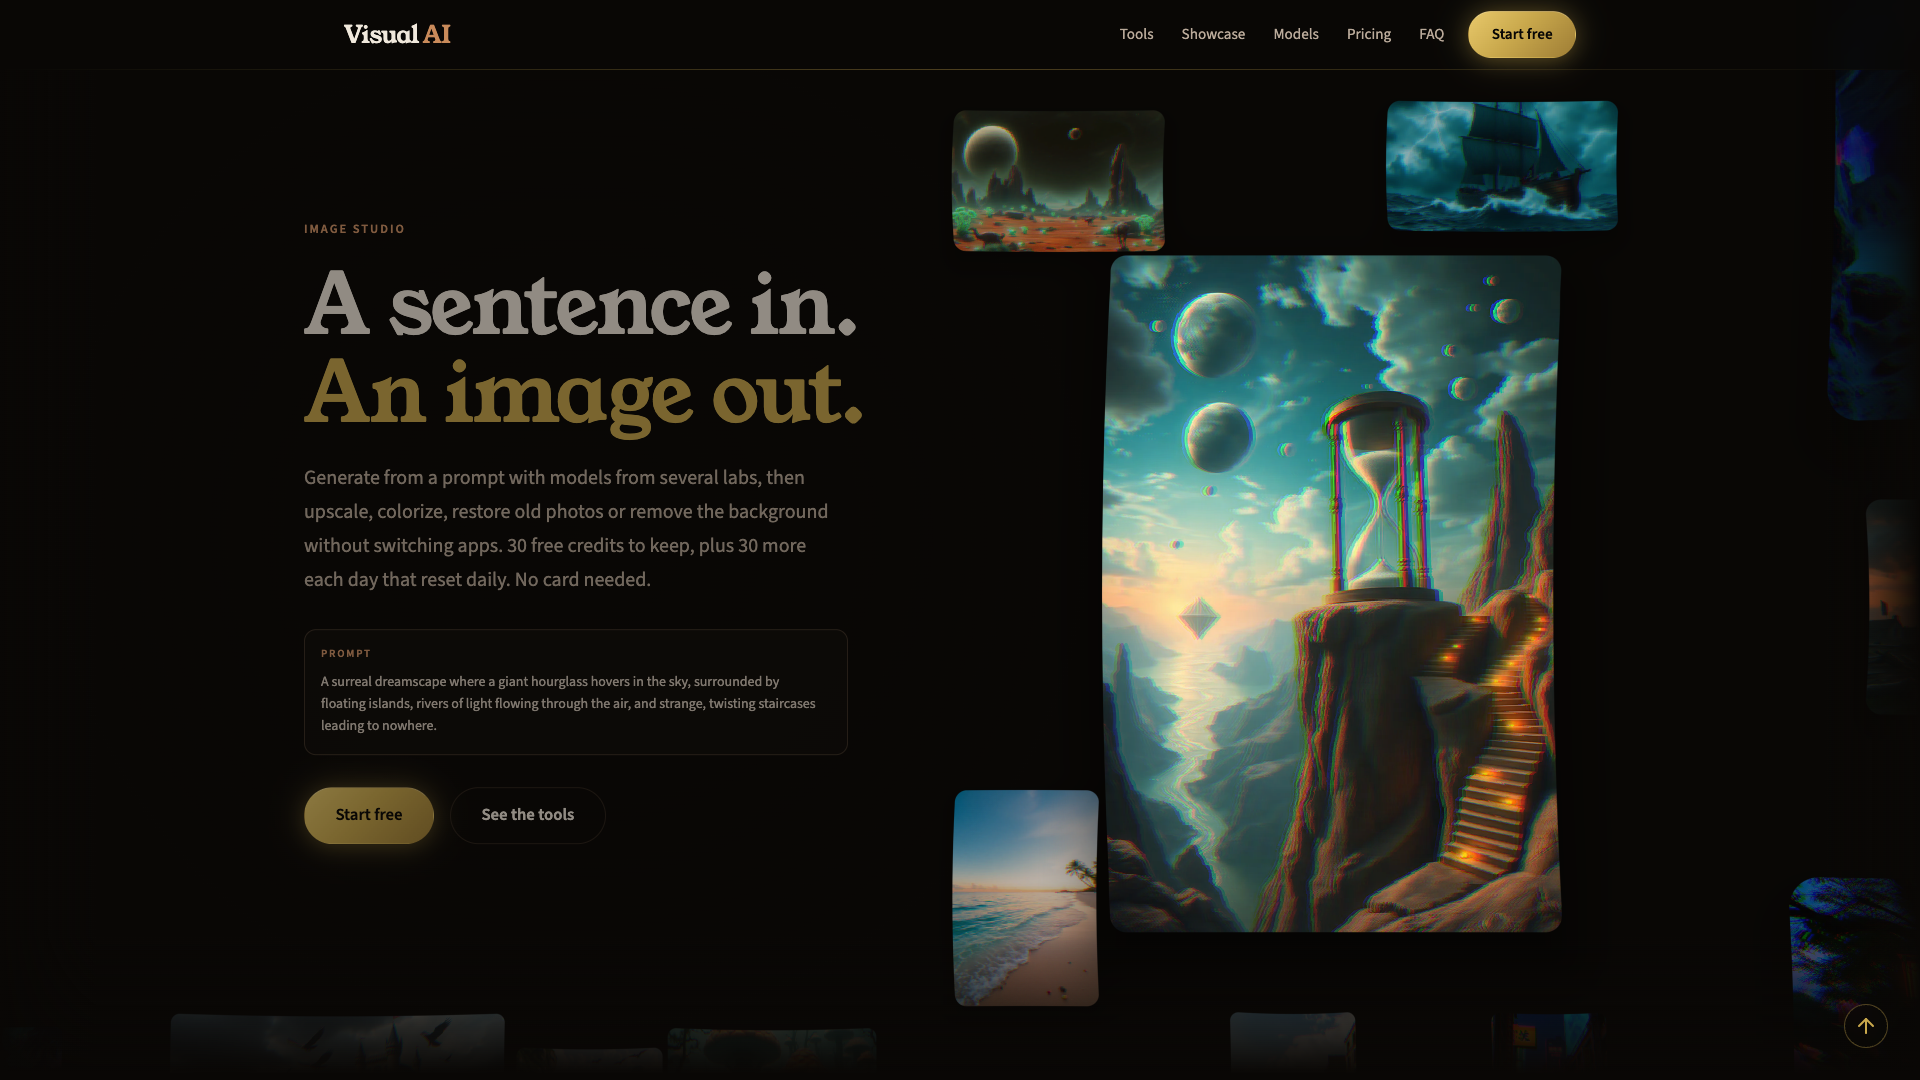 Visual AI
Tools
Showcase
Models
Pricing
FAQ
Start free
IMAGE STUDIO
A sentence in.
An image out.
Generate from a prompt with models from several labs, then
upscale, colorize, restore old photos or remove the background
without switching apps. 30 free credits to keep, plus 30 more
each day that reset daily. No card needed.
PROMPT
A surreal dreamscape where a giant hourglass hovers in the sky, surrounded by
floating islands, rivers of light flowing through the air, and strange, twisting staircases
leading to nowhere.
Start free
See the tools